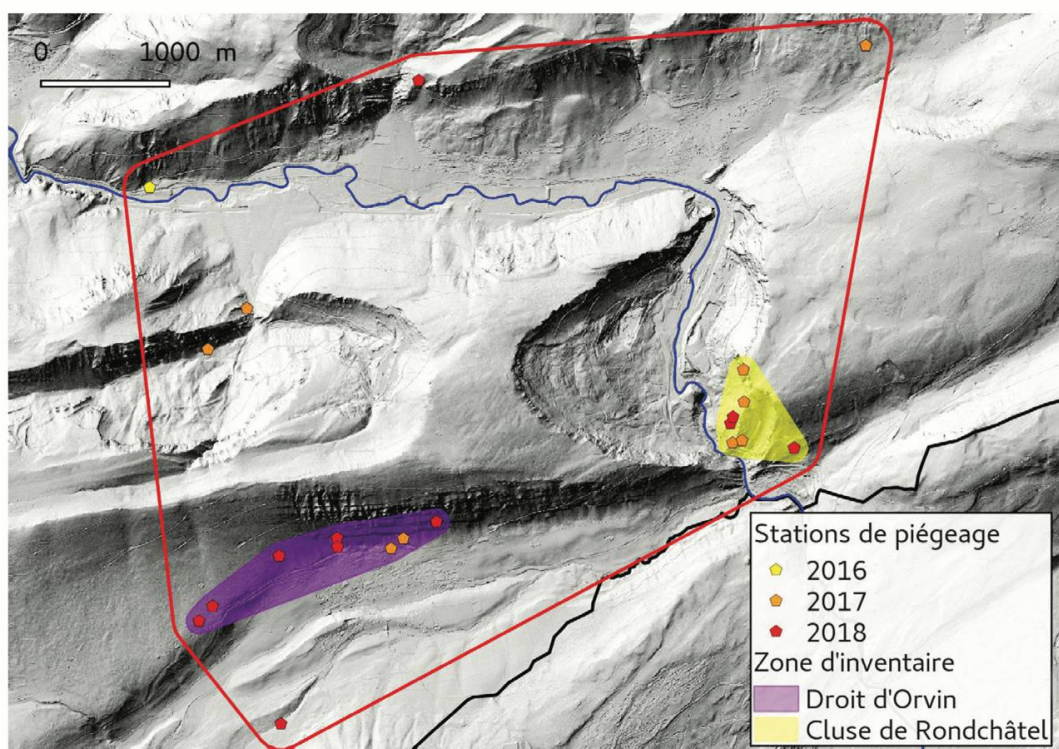 0 1000 m
Stations de piégeage
2016
2017
2018
Zone d'inventaire
Droit d'Orvin
Cluse de Rondchâtel